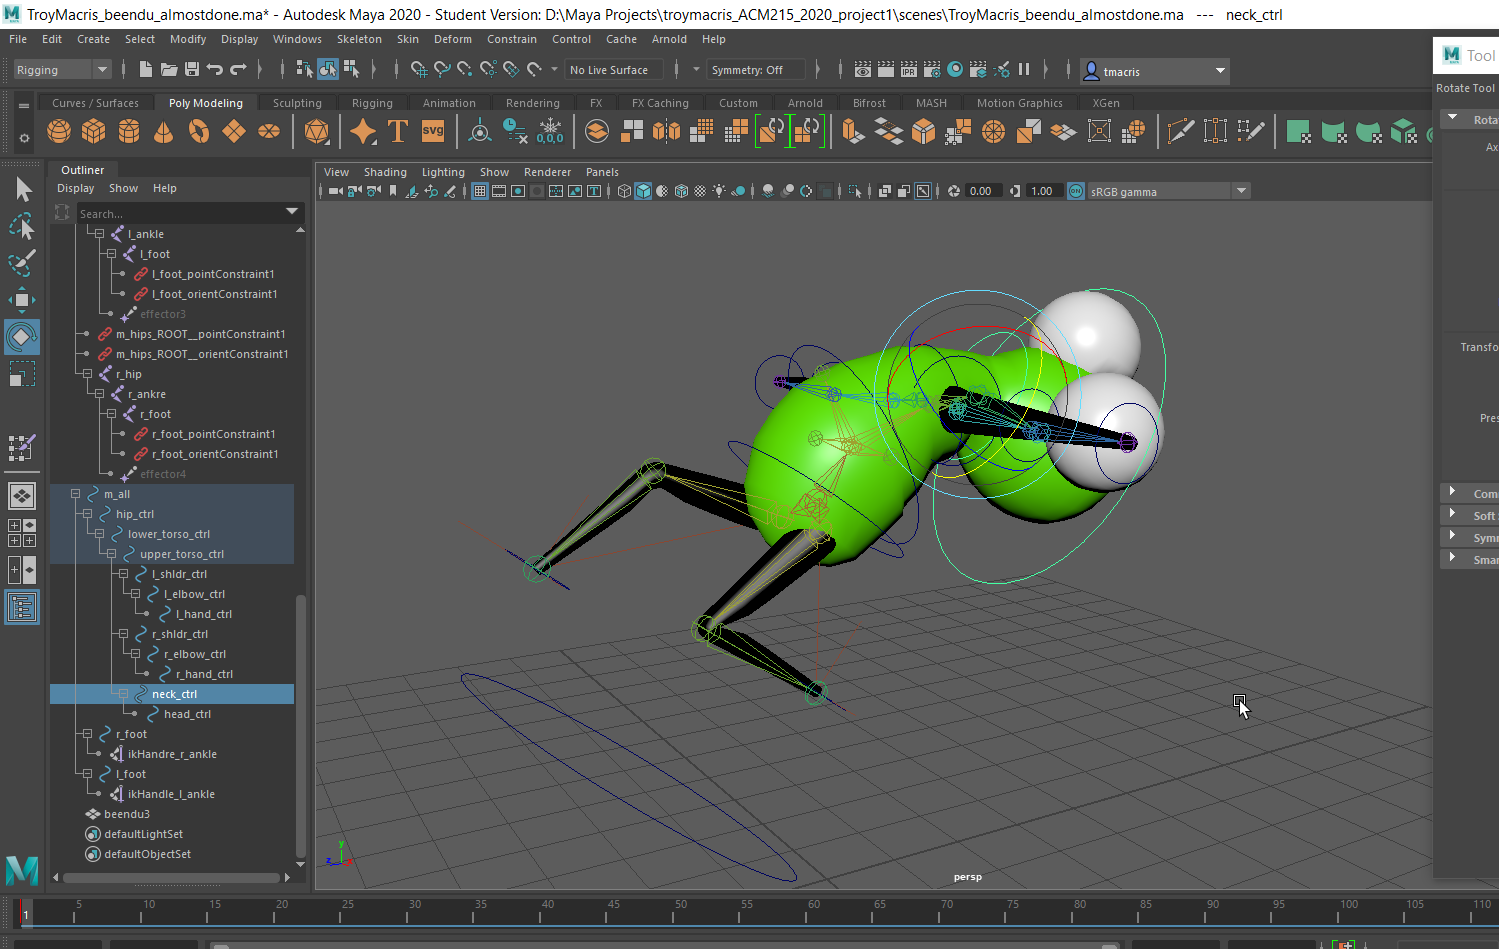 TroyMacris_beendu_almostdone.ma* - Autodesk Maya 2020 - Student Version: D:\Maya Projects\troymacris_ACM215_2020_project1\scenes\TroyMacris_beendu_almostdone.ma   ---   neck_ctrl
File Edit Create Select Modify Display Windows Skeleton Skin Deform Constrain Control Cache Arnold Help
Rigging No Live Surface Symmetry: Off tmacris
Curves / Surfaces Poly Modeling Sculpting Rigging Animation Rendering FX FX Caching Custom Arnold Bifrost MASH Motion Graphics XGen
IPR
T svg 0,0,0
Outliner
Display Show Help
Search...
l_ankle
l_foot
l_foot_pointConstraint1
l_foot_orientConstraint1
effector3
m_hips_ROOT__pointConstraint1
m_hips_ROOT__orientConstraint1
r_hip
r_ankre
r_foot
r_foot_pointConstraint1
r_foot_orientConstraint1
effector4
m_all
hip_ctrl
lower_torso_ctrl
upper_torso_ctrl
l_shldr_ctrl
l_elbow_ctrl
l_hand_ctrl
r_shldr_ctrl
r_elbow_ctrl
r_hand_ctrl
neck_ctrl
head_ctrl
r_foot
ikHandre_r_ankle
l_foot
ikHandle_l_ankle
beendu3
defaultLightSet
defaultObjectSet
View Shading Lighting Show Renderer Panels
0.00 1.00 ON sRGB gamma
y
z
persp
Tool
Rotate Tool
Rota
Ax
Transfo
Pres
Com
Soft
Symm
Smar
M
1 5 10 15 20 25 30 35 40 45 50 55 60 65 70 75 80 85 90 95 100 105 110